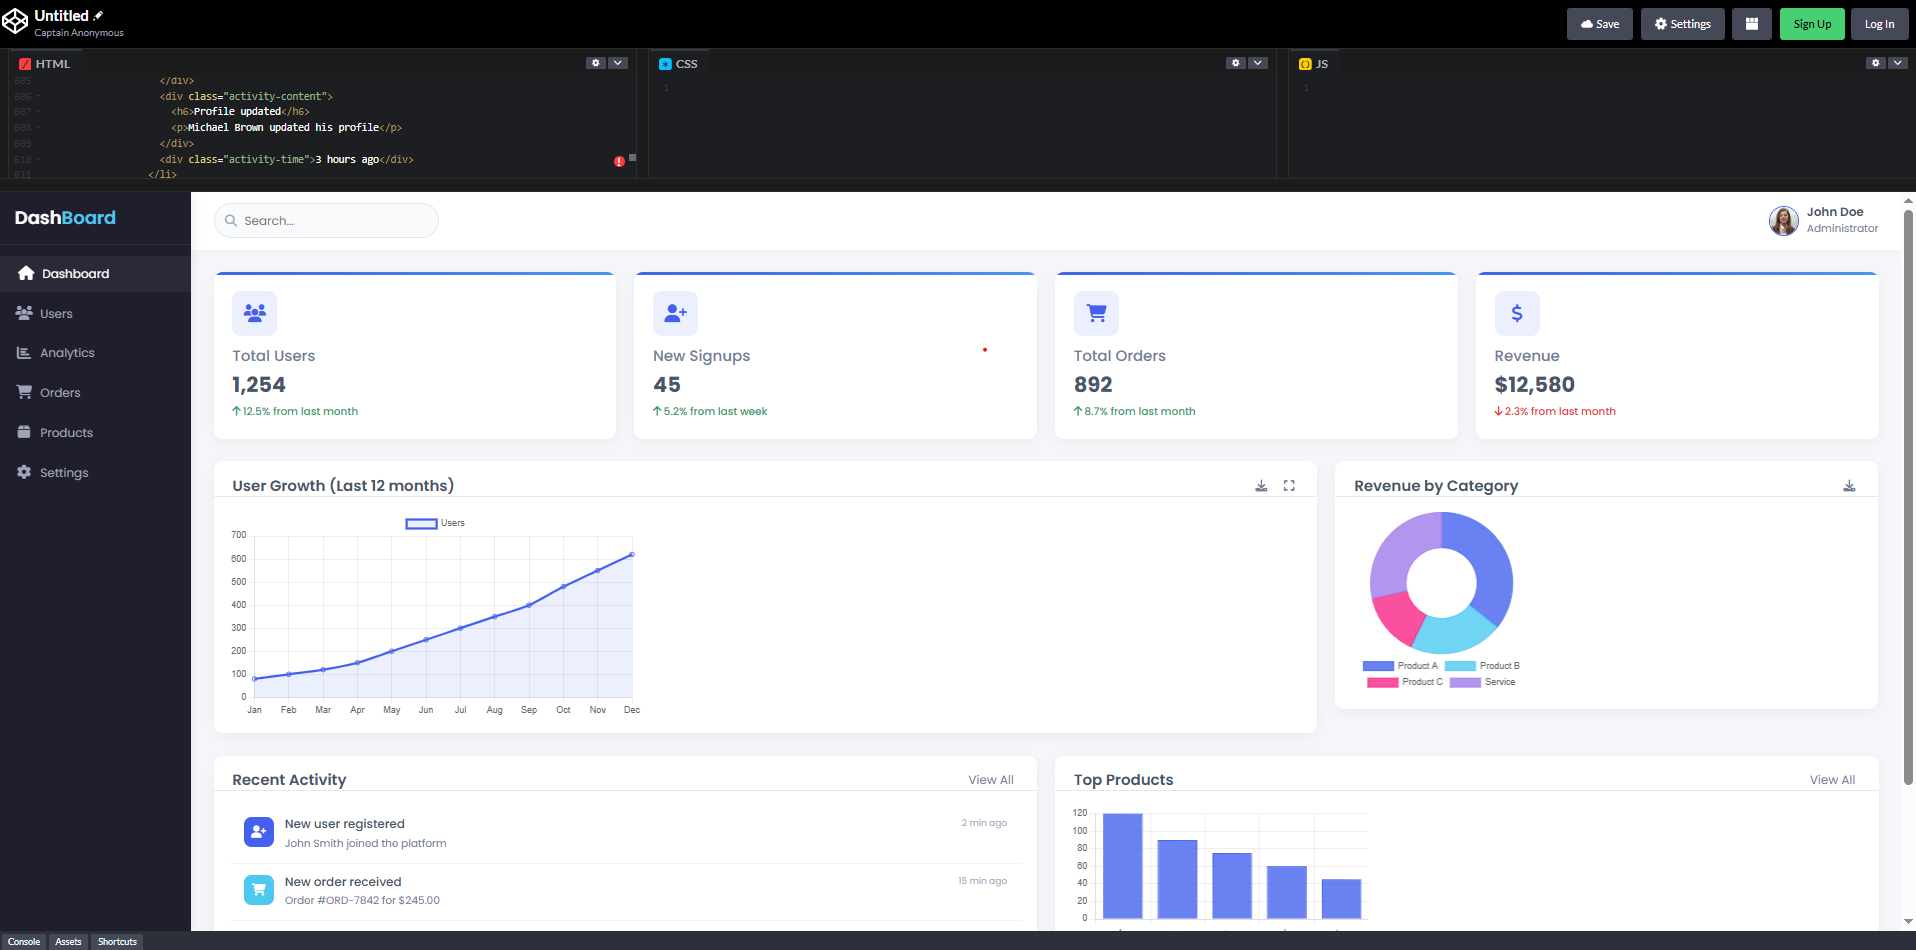 Untitled
Captain Anonymous
Save
Settings
Sign Up
Log In
HTML
CSS
JS
605 </div>
606 <div class="activity-content">
607 <h6>Profile updated</h6>
608 <p>Michael Brown updated his profile</p>
609 </div>
610 <div class="activity-time">3 hours ago</div>
611 </li>
1
1
DashBoard
Search...
John Doe
Administrator
Dashboard
Users
Analytics
Orders
Products
Settings
Total Users
1,254
12.5% from last month
New Signups
45
5.2% from last week
Total Orders
892
8.7% from last month
Revenue
$12,580
2.3% from last month
User Growth (Last 12 months)
Users
700
600
500
400
300
200
100
0
Jan Feb Mar Apr May Jun Jul Aug Sep Oct Nov Dec
Revenue by Category
Product A Product B
Product C Service
Recent Activity
View All
New user registered
John Smith joined the platform
2 min ago
New order received
Order #ORD-7842 for $245.00
15 min ago
Top Products
View All
120
100
80
60
40
20
0
Console Assets Shortcuts